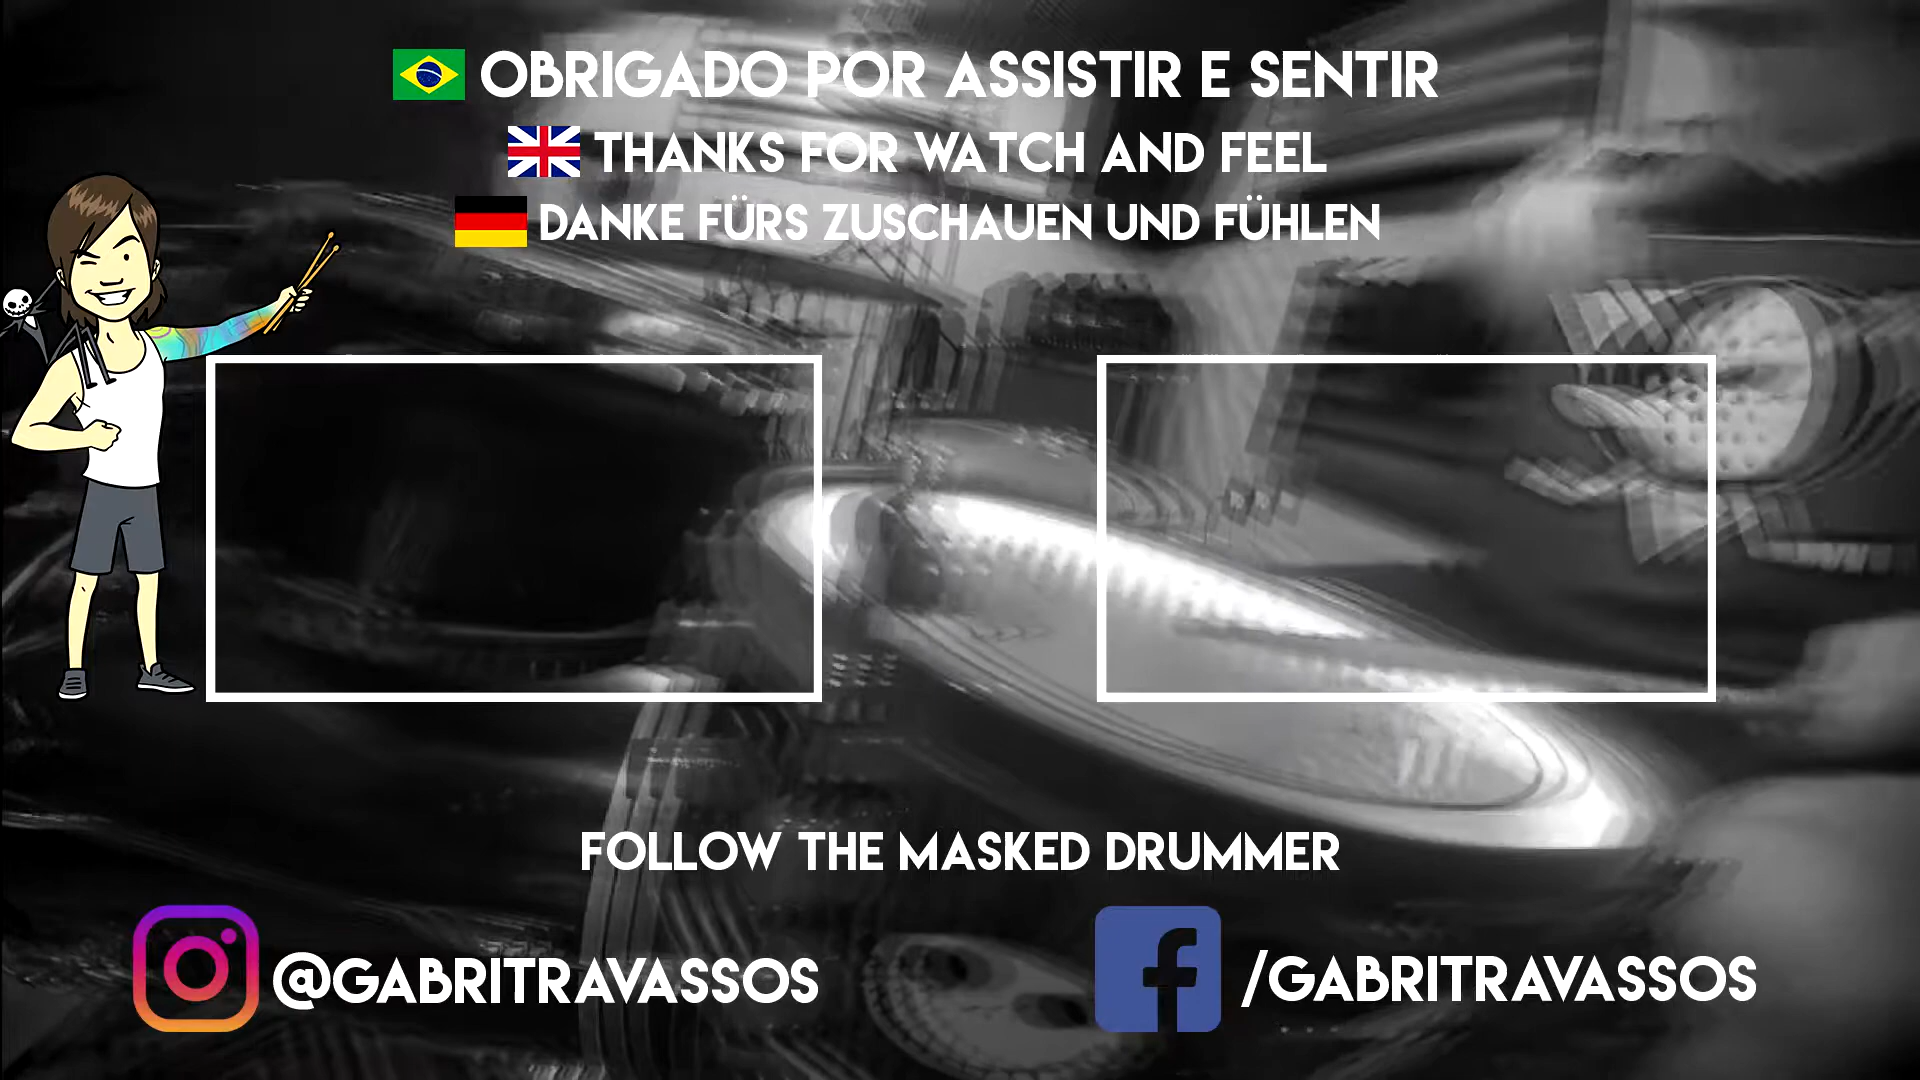 OBRIGADO POR ASSISTIR E SENTIR
THANKS FOR WATCH AND FEEL
DANKE FÜRS ZUSCHAUEN UND FÜHLEN
FOLLOW THE MASKED DRUMMER
@GABRITRAVASSOS
/GABRITRAVASSOS